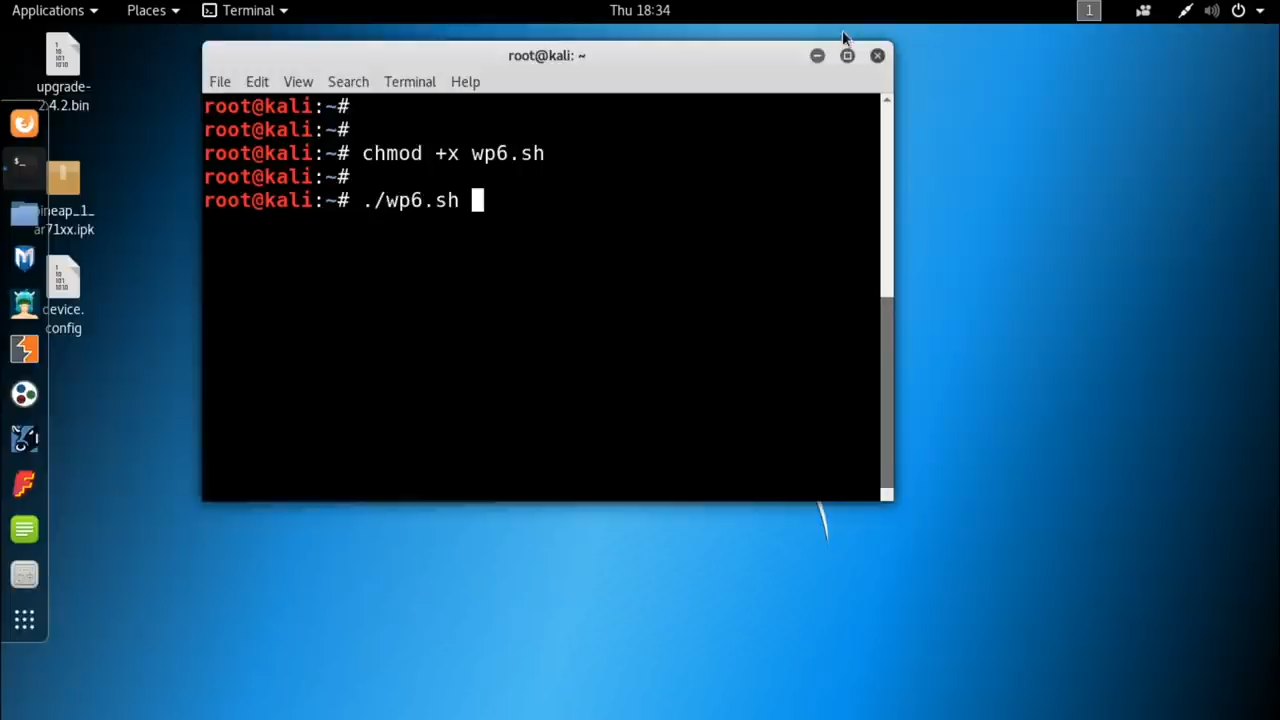 Applications Places Terminal Thu 18:34 1
upgrade-
2.4.2.bin
ineap_1_
ar71xx.ipk
device.
config
root@kali: ~
File Edit View Search Terminal Help
root@kali:~#
root@kali:~#
root@kali:~# chmod +x wp6.sh
root@kali:~#
root@kali:~# ./wp6.sh